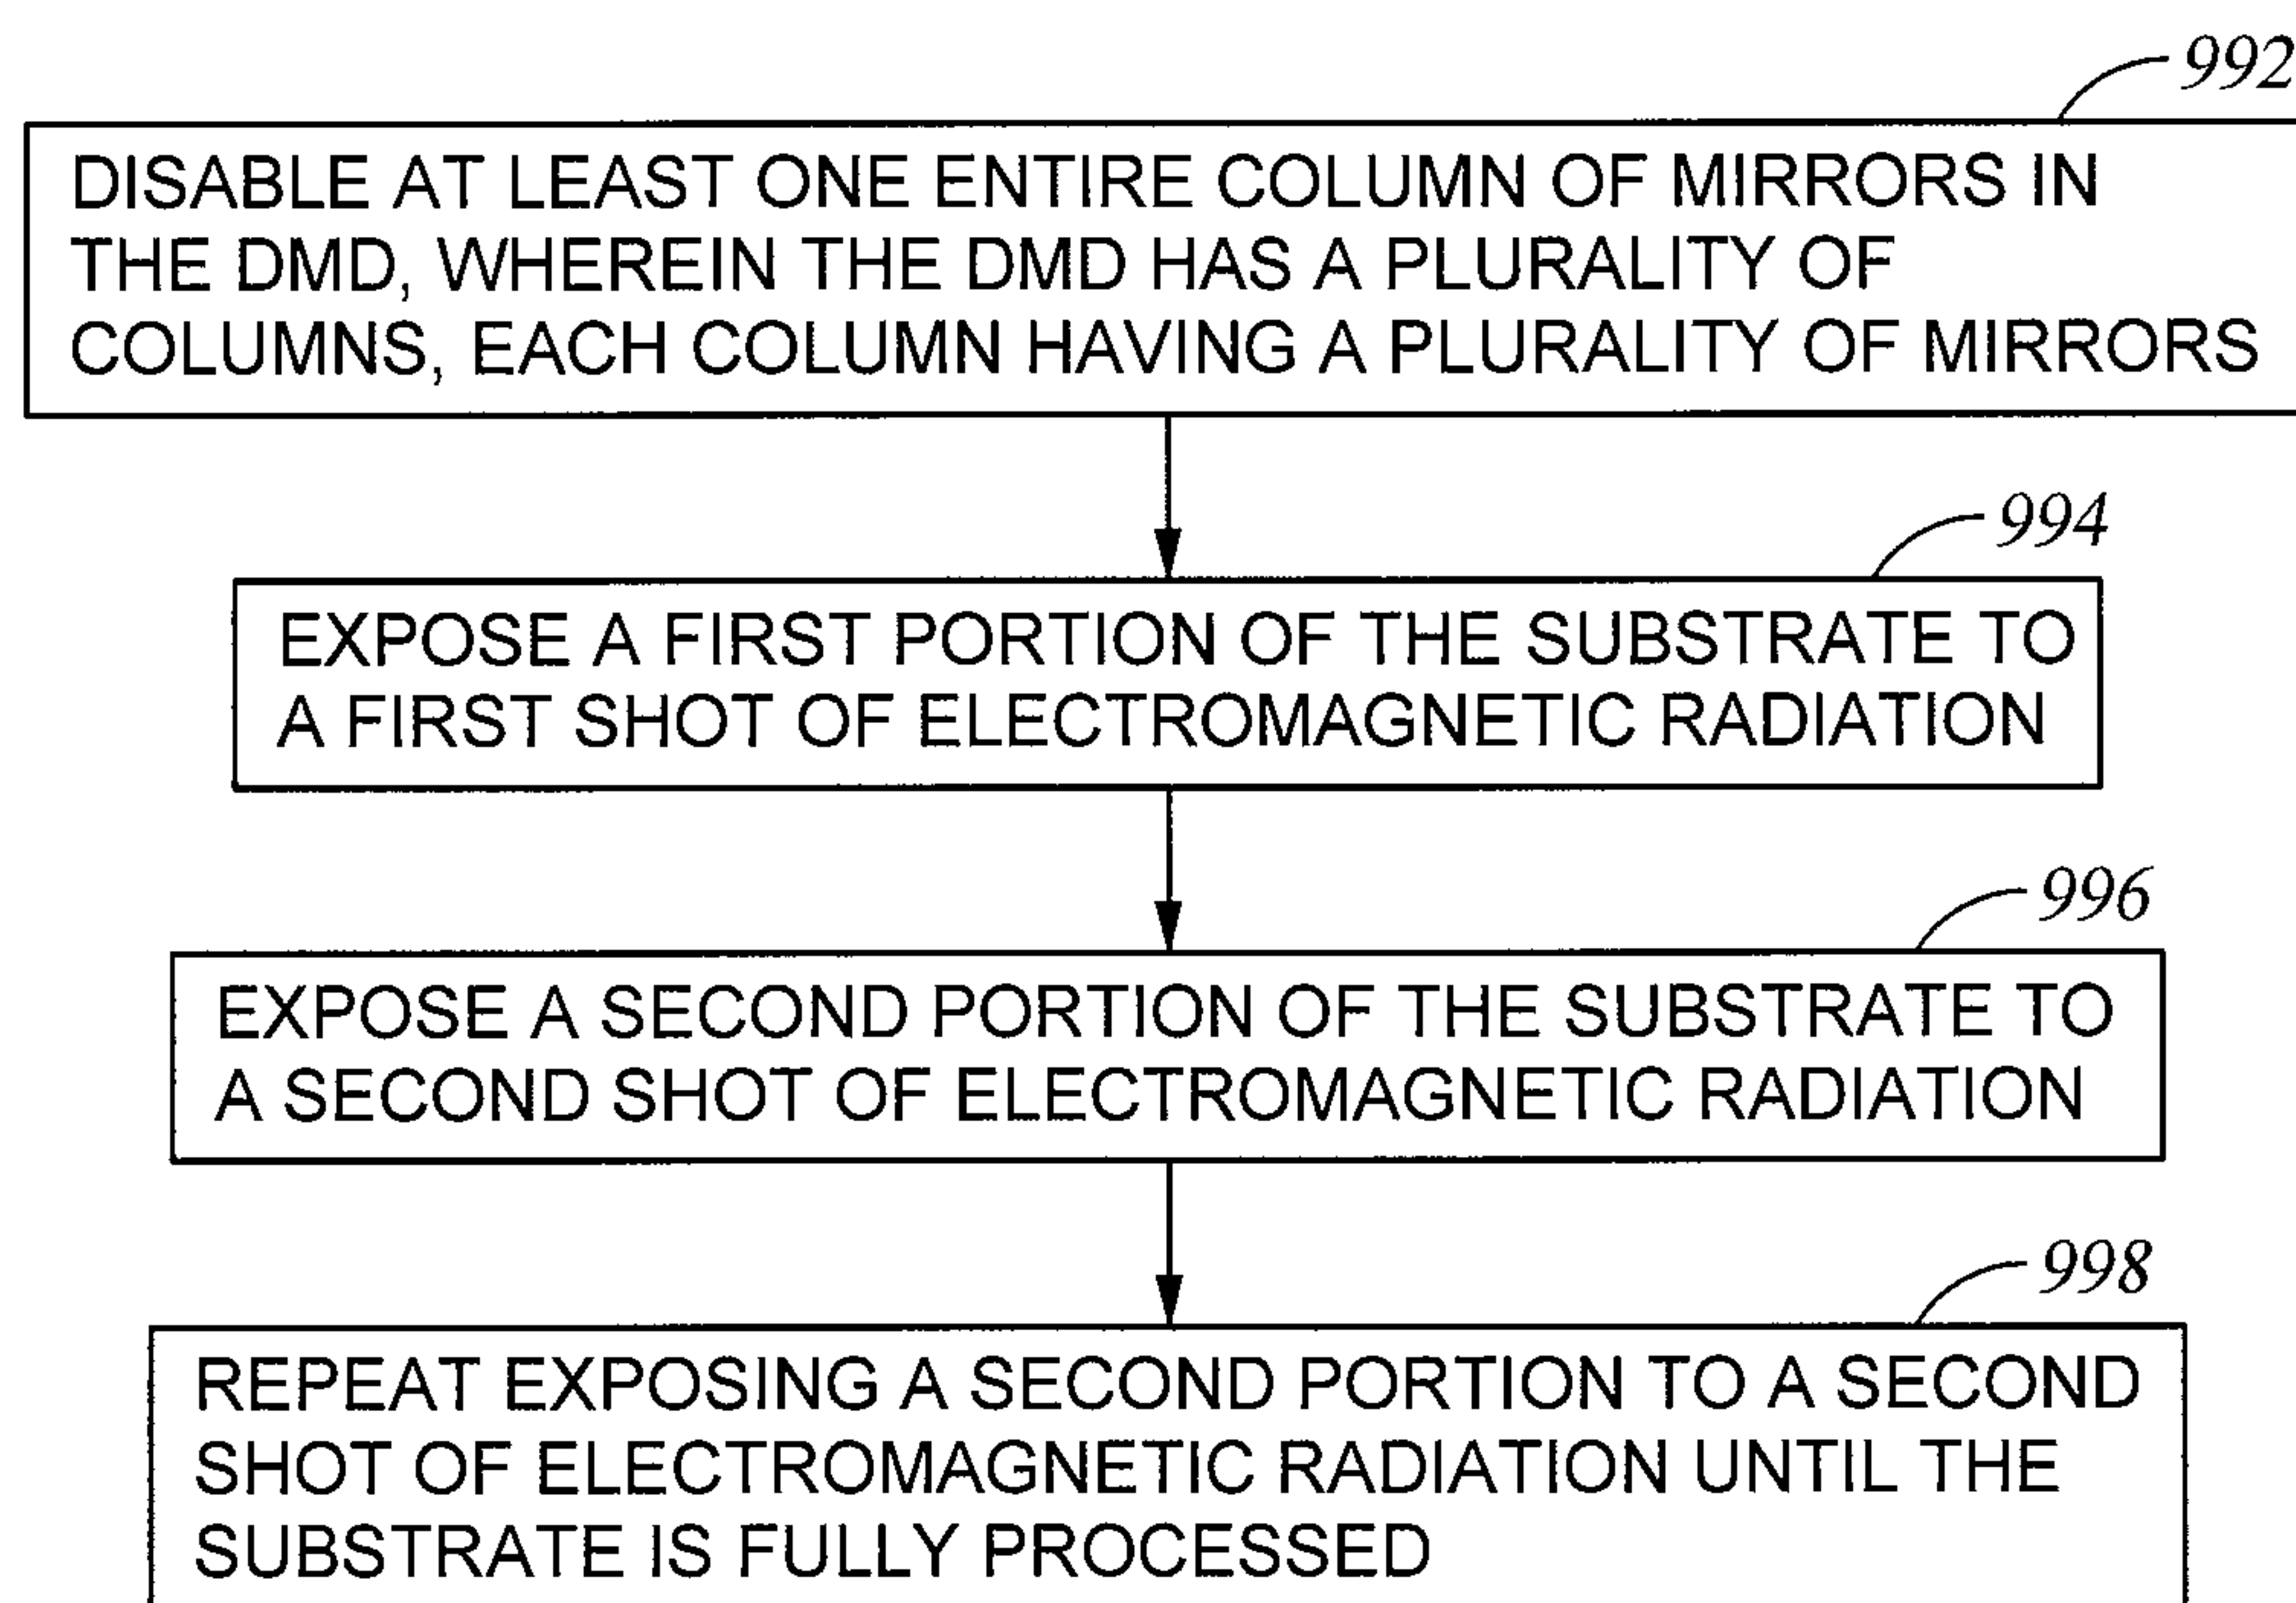 992
DISABLE AT LEAST ONE ENTIRE COLUMN OF MIRRORS IN
THE DMD, WHEREIN THE DMD HAS A PLURALITY OF
COLUMNS, EACH COLUMN HAVING A PLURALITY OF MIRRORS
994
EXPOSE A FIRST PORTION OF THE SUBSTRATE TO
A FIRST SHOT OF ELECTROMAGNETIC RADIATION
996
EXPOSE A SECOND PORTION OF THE SUBSTRATE TO
A SECOND SHOT OF ELECTROMAGNETIC RADIATION
998
REPEAT EXPOSING A SECOND PORTION TO A SECOND
SHOT OF ELECTROMAGNETIC RADIATION UNTIL THE
SUBSTRATE IS FULLY PROCESSED